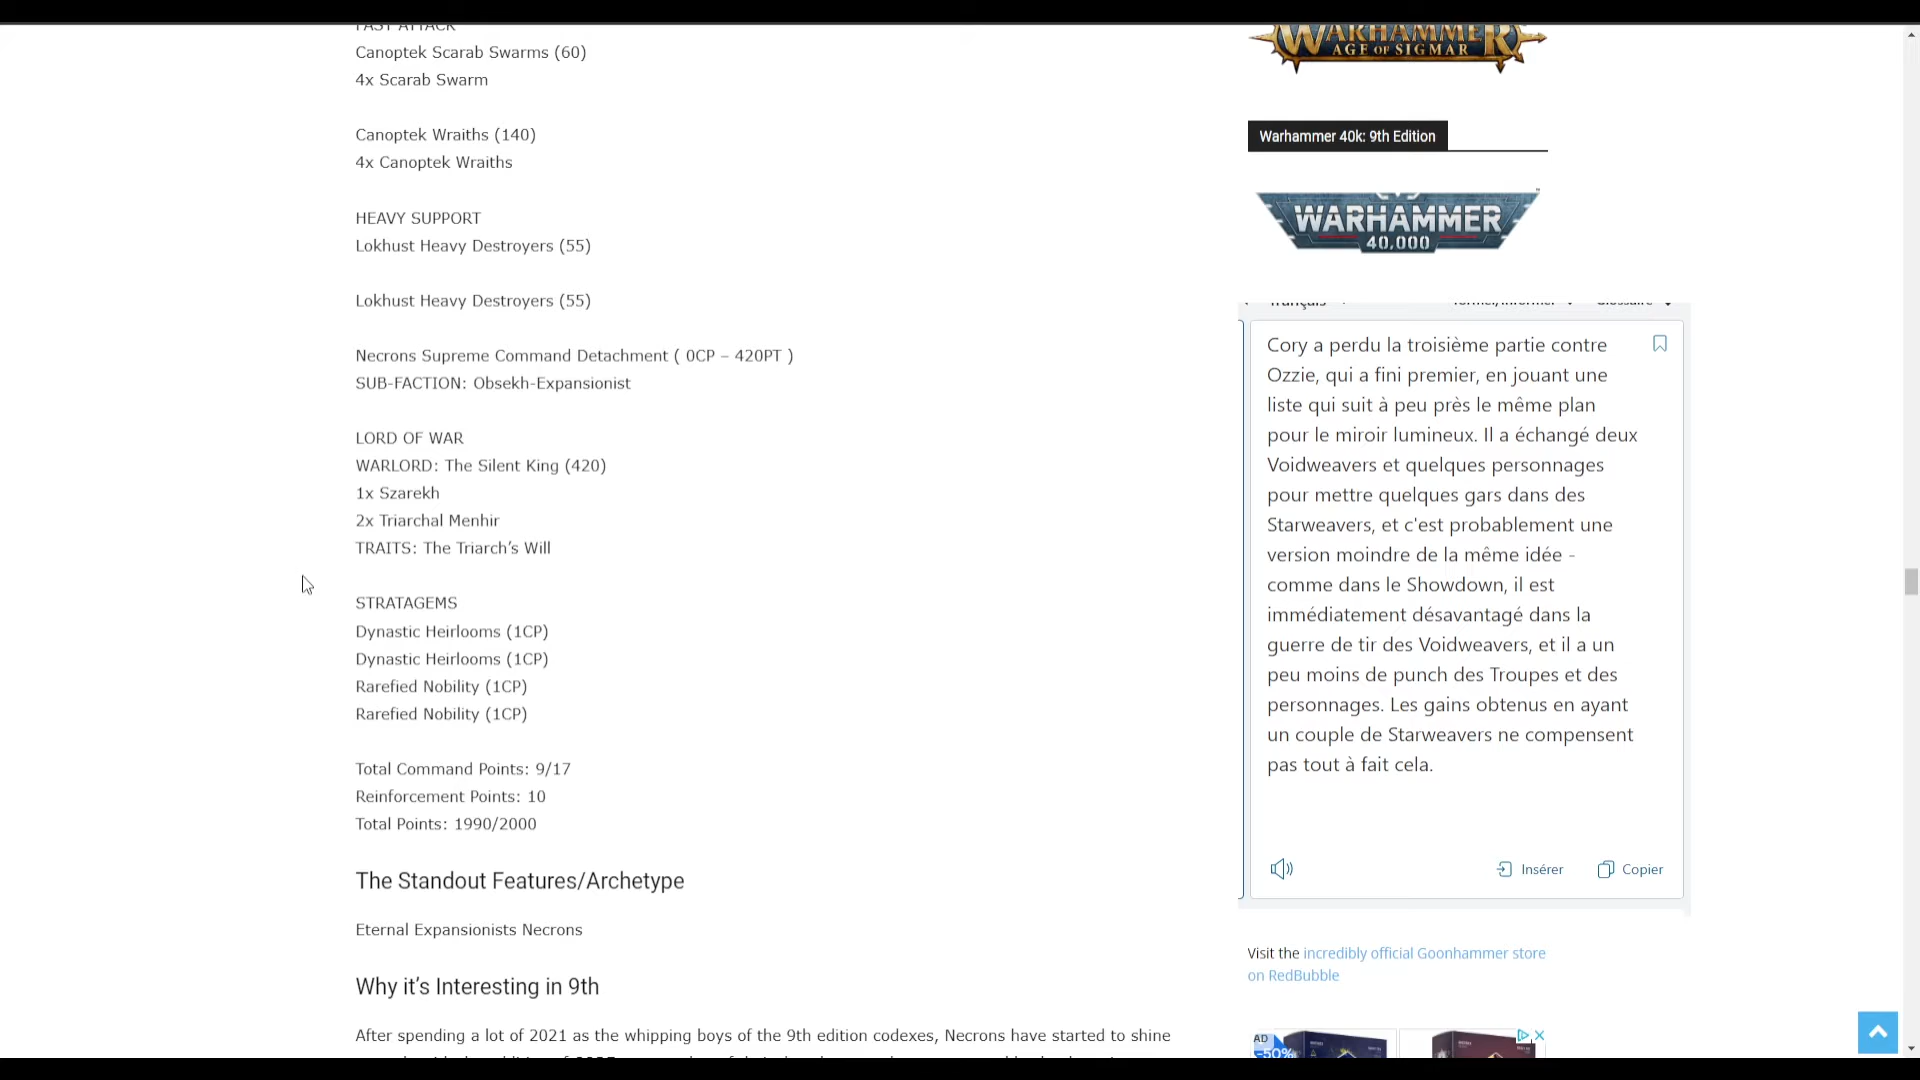 FAST ATTACK
Canoptek Scarab Swarms (60)
4x Scarab Swarm
Canoptek Wraiths (140)
4x Canoptek Wraiths
HEAVY SUPPORT
Lokhust Heavy Destroyers (55)
Lokhust Heavy Destroyers (55)
Necrons Supreme Command Detachment ( 0CP – 420PT )
SUB-FACTION: Obsekh-Expansionist
LORD OF WAR
WARLORD: The Silent King (420)
1x Szarekh
2x Triarchal Menhir
TRAITS: The Triarch’s Will
STRATAGEMS
Dynastic Heirlooms (1CP)
Dynastic Heirlooms (1CP)
Rarefied Nobility (1CP)
Rarefied Nobility (1CP)
Total Command Points: 9/17
Reinforcement Points: 10
Total Points: 1990/2000
The Standout Features/Archetype
Eternal Expansionists Necrons
Why it’s Interesting in 9th
After spending a lot of 2021 as the whipping boys of the 9th edition codexes, Necrons have started to shine
WARHAMMER
AGE OF SIGMAR
Warhammer 40k: 9th Edition
WARHAMMER
40,000
français
Cory a perdu la troisième partie contre
Ozzie, qui a fini premier, en jouant une
liste qui suit à peu près le même plan
pour le miroir lumineux. Il a échangé deux
Voidweavers et quelques personnages
pour mettre quelques gars dans des
Starweavers, et c'est probablement une
version moindre de la même idée -
comme dans le Showdown, il est
immédiatement désavantagé dans la
guerre de tir des Voidweavers, et il a un
peu moins de punch des Troupes et des
personnages. Les gains obtenus en ayant
un couple de Starweavers ne compensent
pas tout à fait cela.
Insérer
Copier
Visit the incredibly official Goonhammer store
on RedBubble
AD
-50%